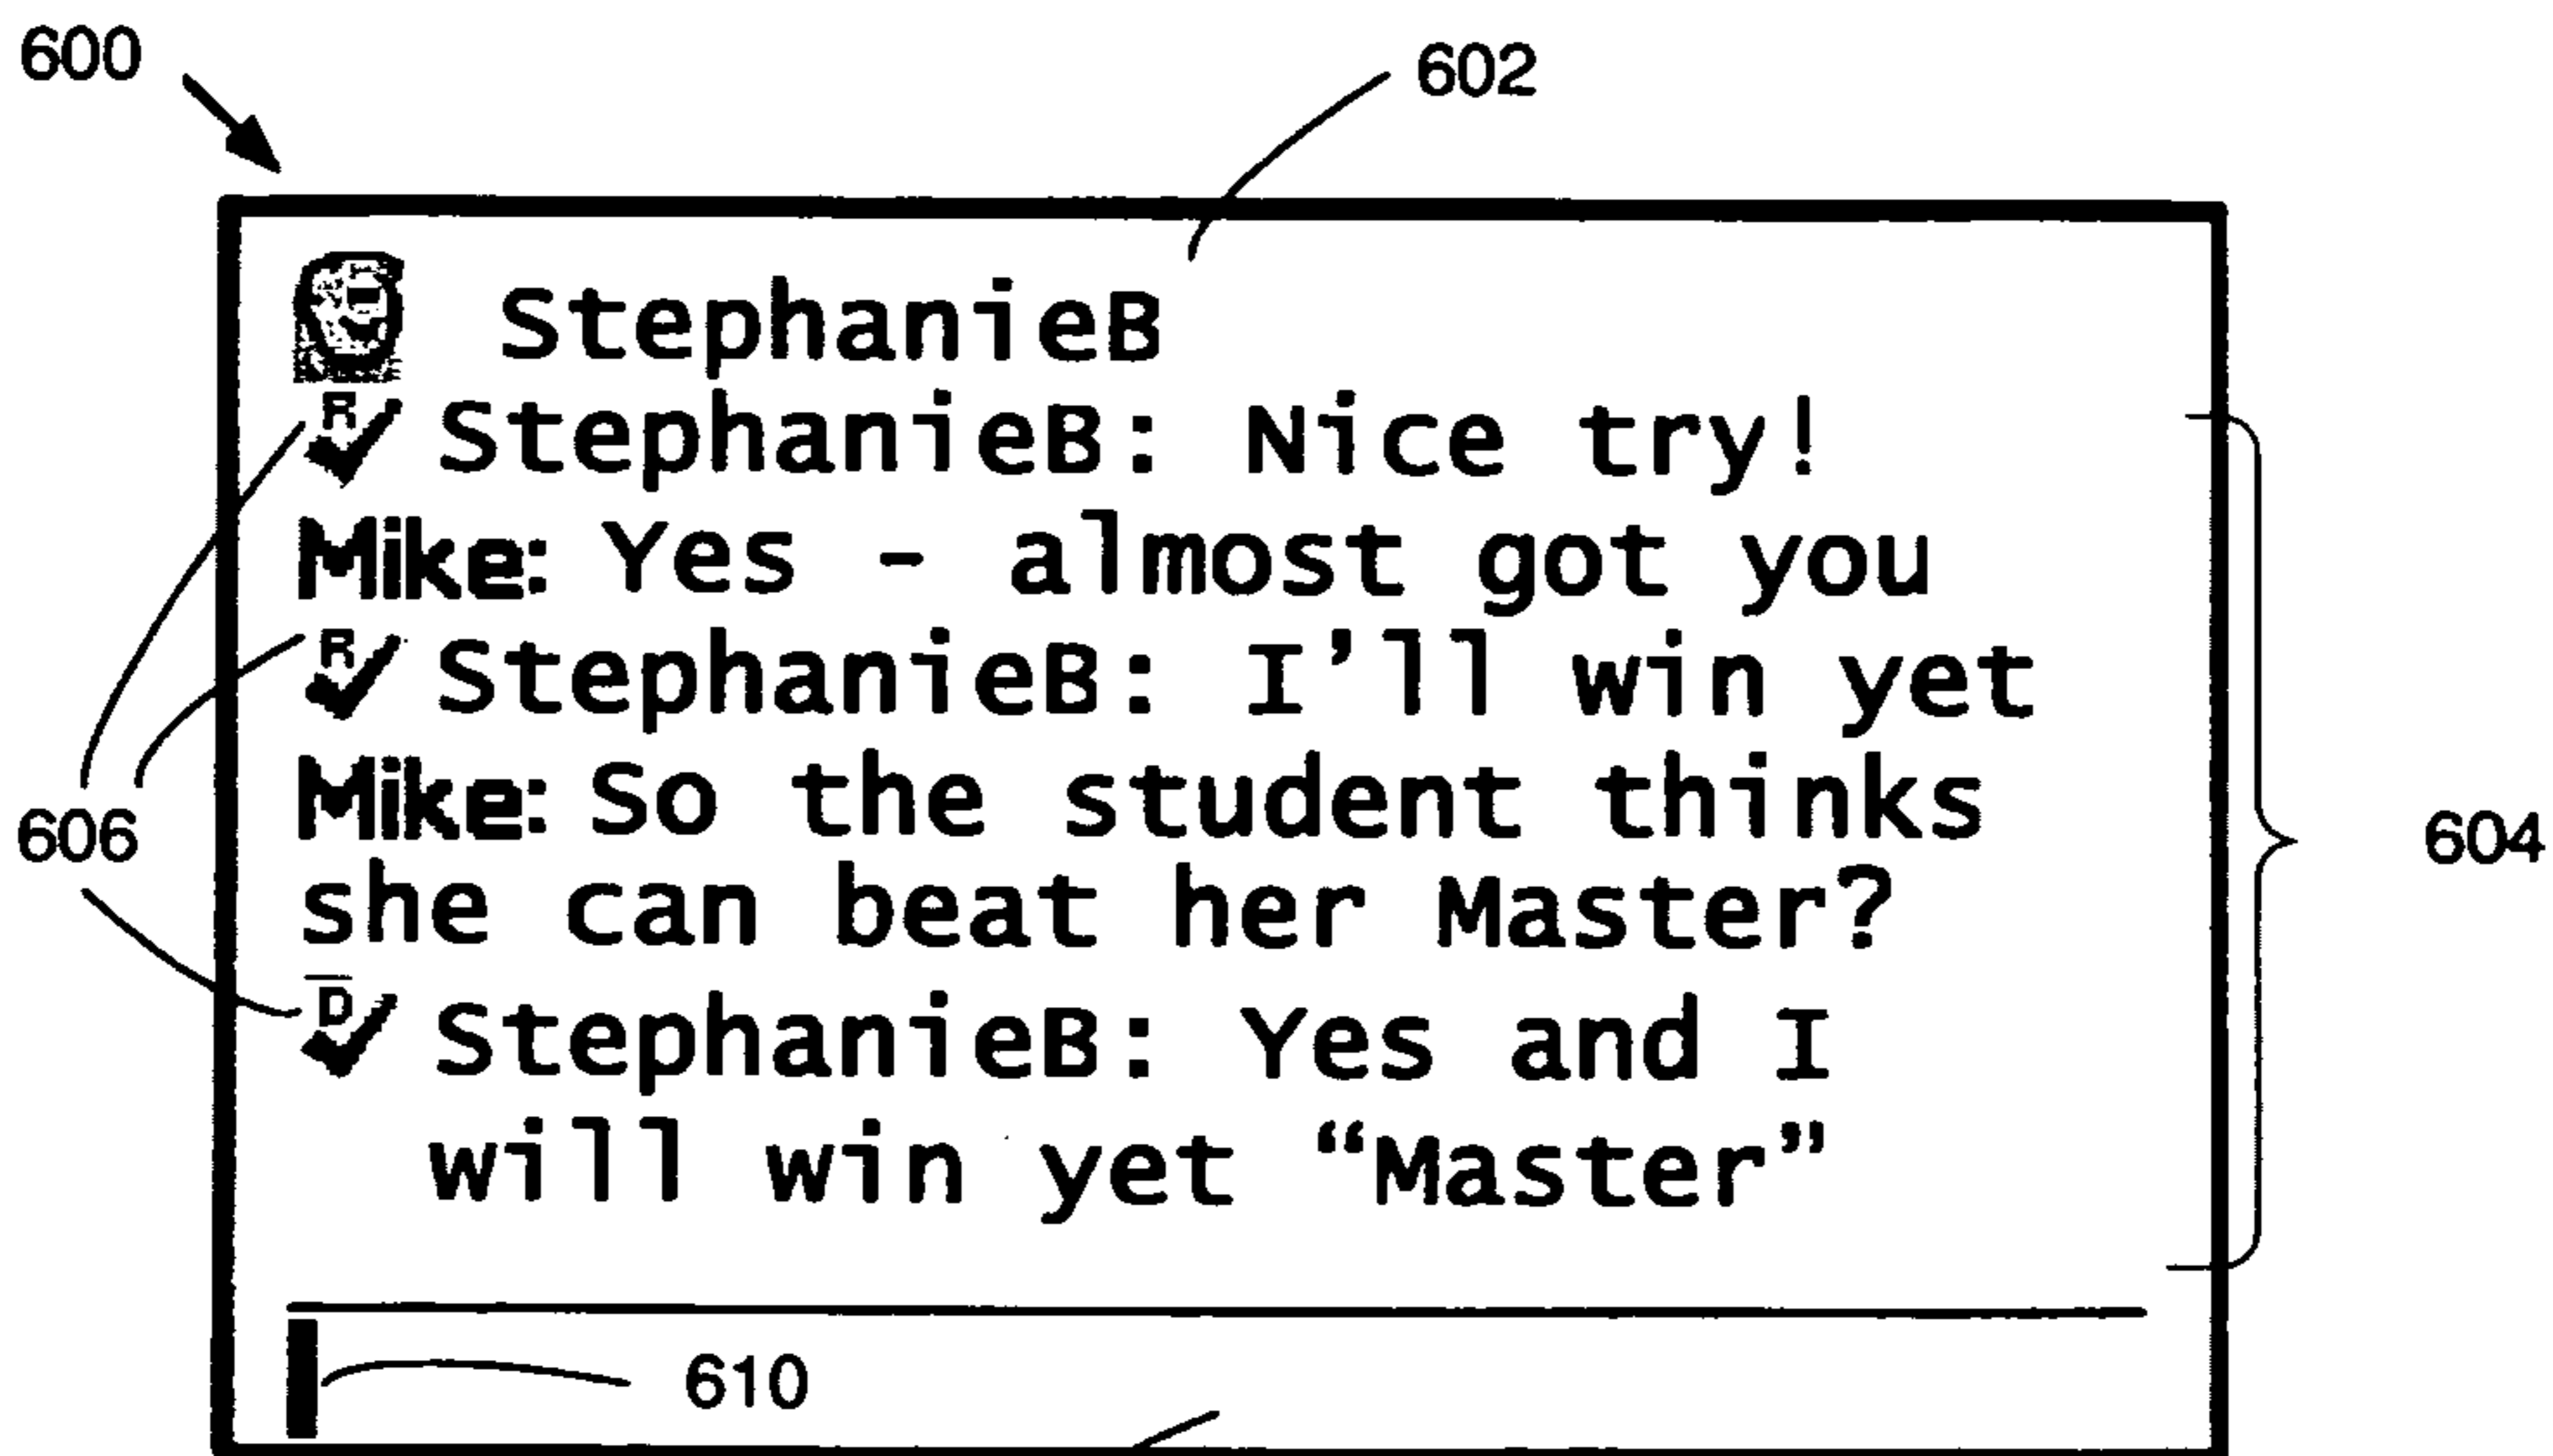 600
602
StephanieB
R StephanieB: Nice try!
Mike: Yes - almost got you
R StephanieB: I'll win yet
Mike: So the student thinks
606
604
she can beat her Master?
D StephanieB: Yes and I
will win yet “Master”
610